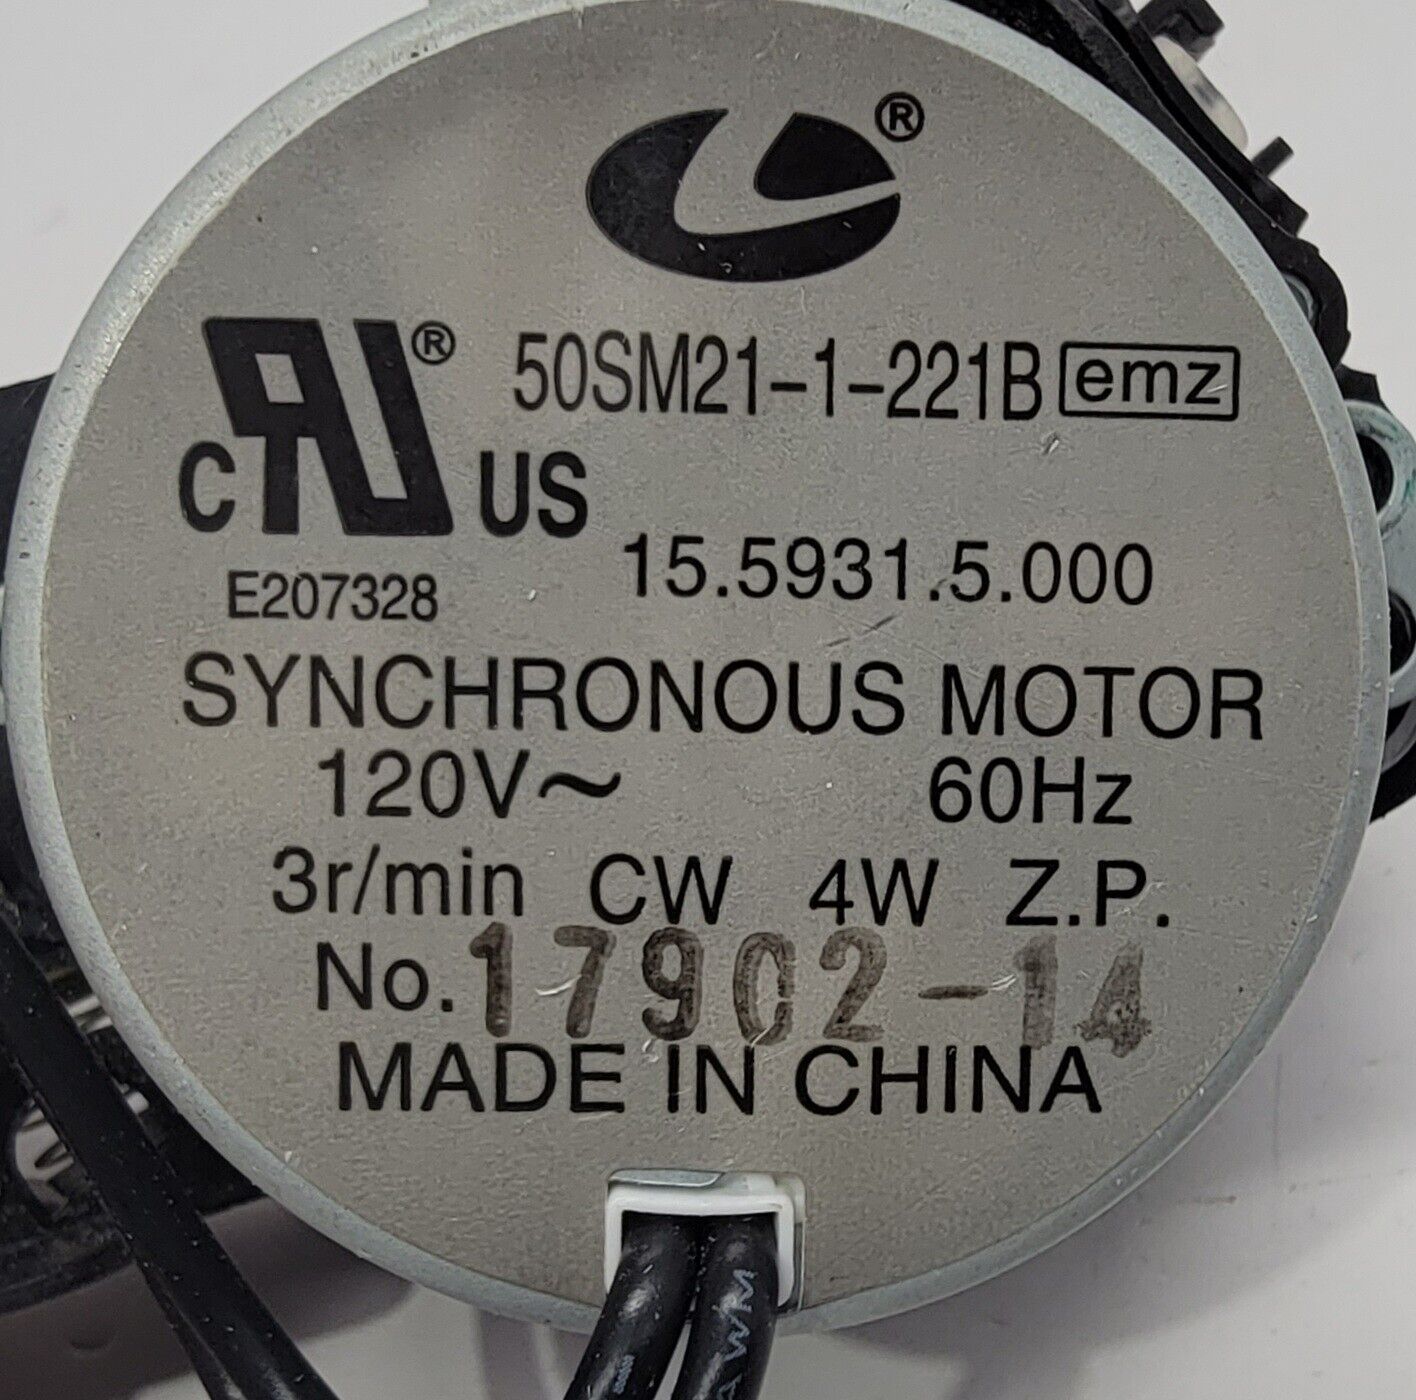 ®
50SM21-1-221B emz
®
C US
15.5931.5.000
E207328
SYNCHRONOUS MOTOR
120V~ 60Hz
3r/min CW 4W Z.P.
No. 17902-14
MADE IN CHINA
AWM